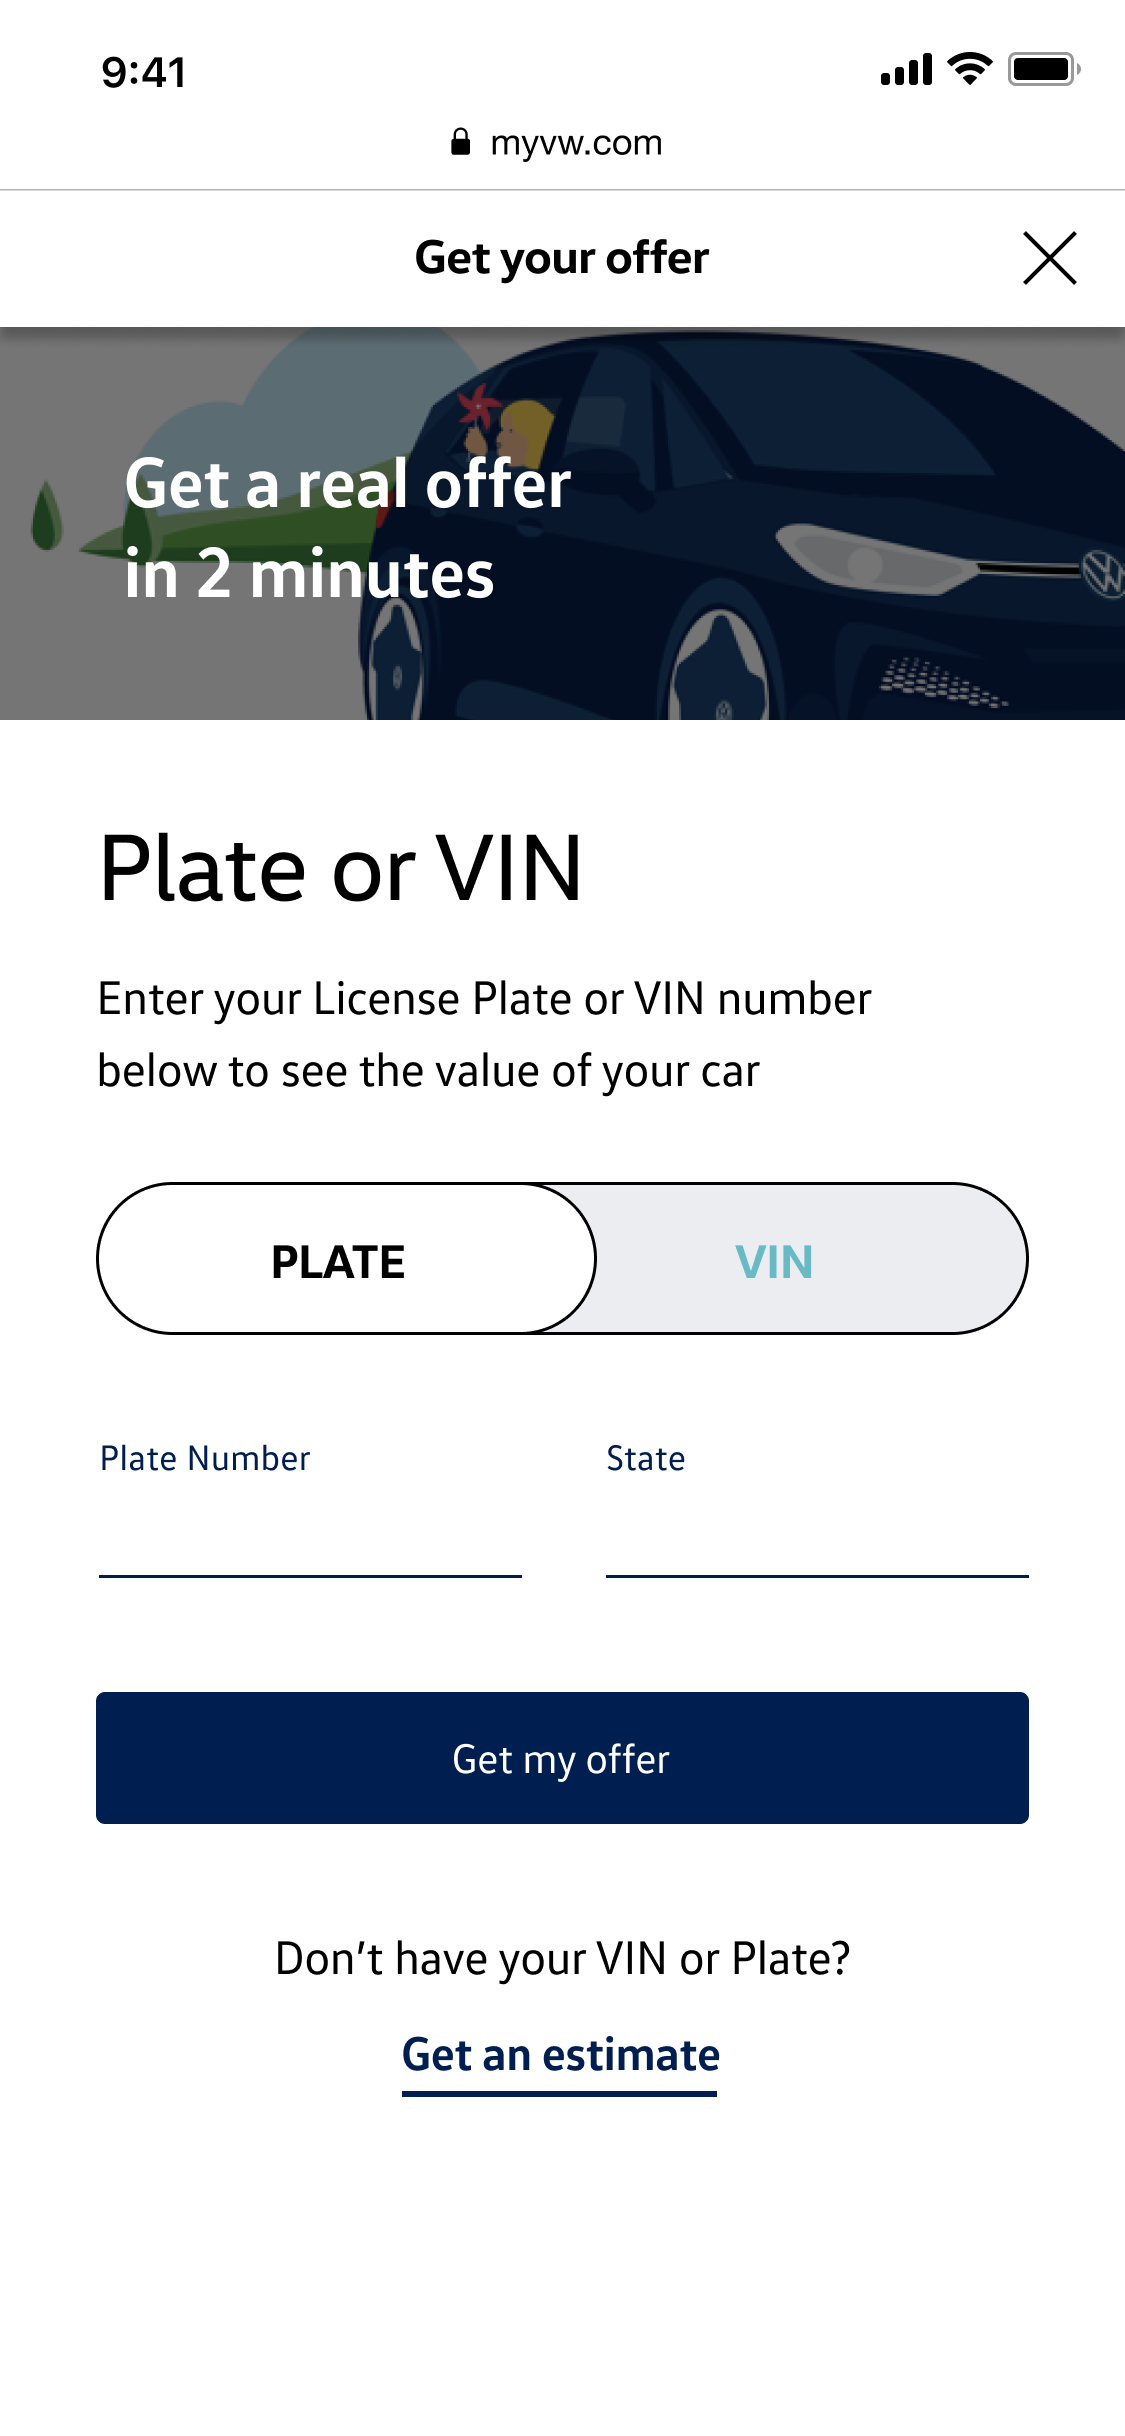 9:41
myvw.com
Get your offer
Get a real offer
in 2 minutes
Plate or VIN
Enter your License Plate or VIN number
below to see the value of your car
PLATE VIN
Plate Number State
Get my offer
Don’t have your VIN or Plate?
Get an estimate